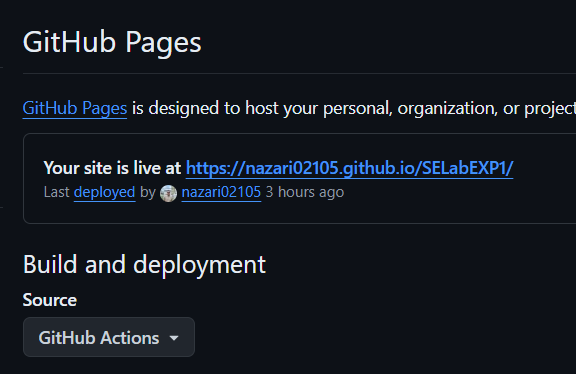 GitHub Pages
GitHub Pages is designed to host your personal, organization, or project
Your site is live at https://nazari02105.github.io/SELabEXP1/
Last deployed by nazari02105 3 hours ago
Build and deployment
Source
GitHub Actions